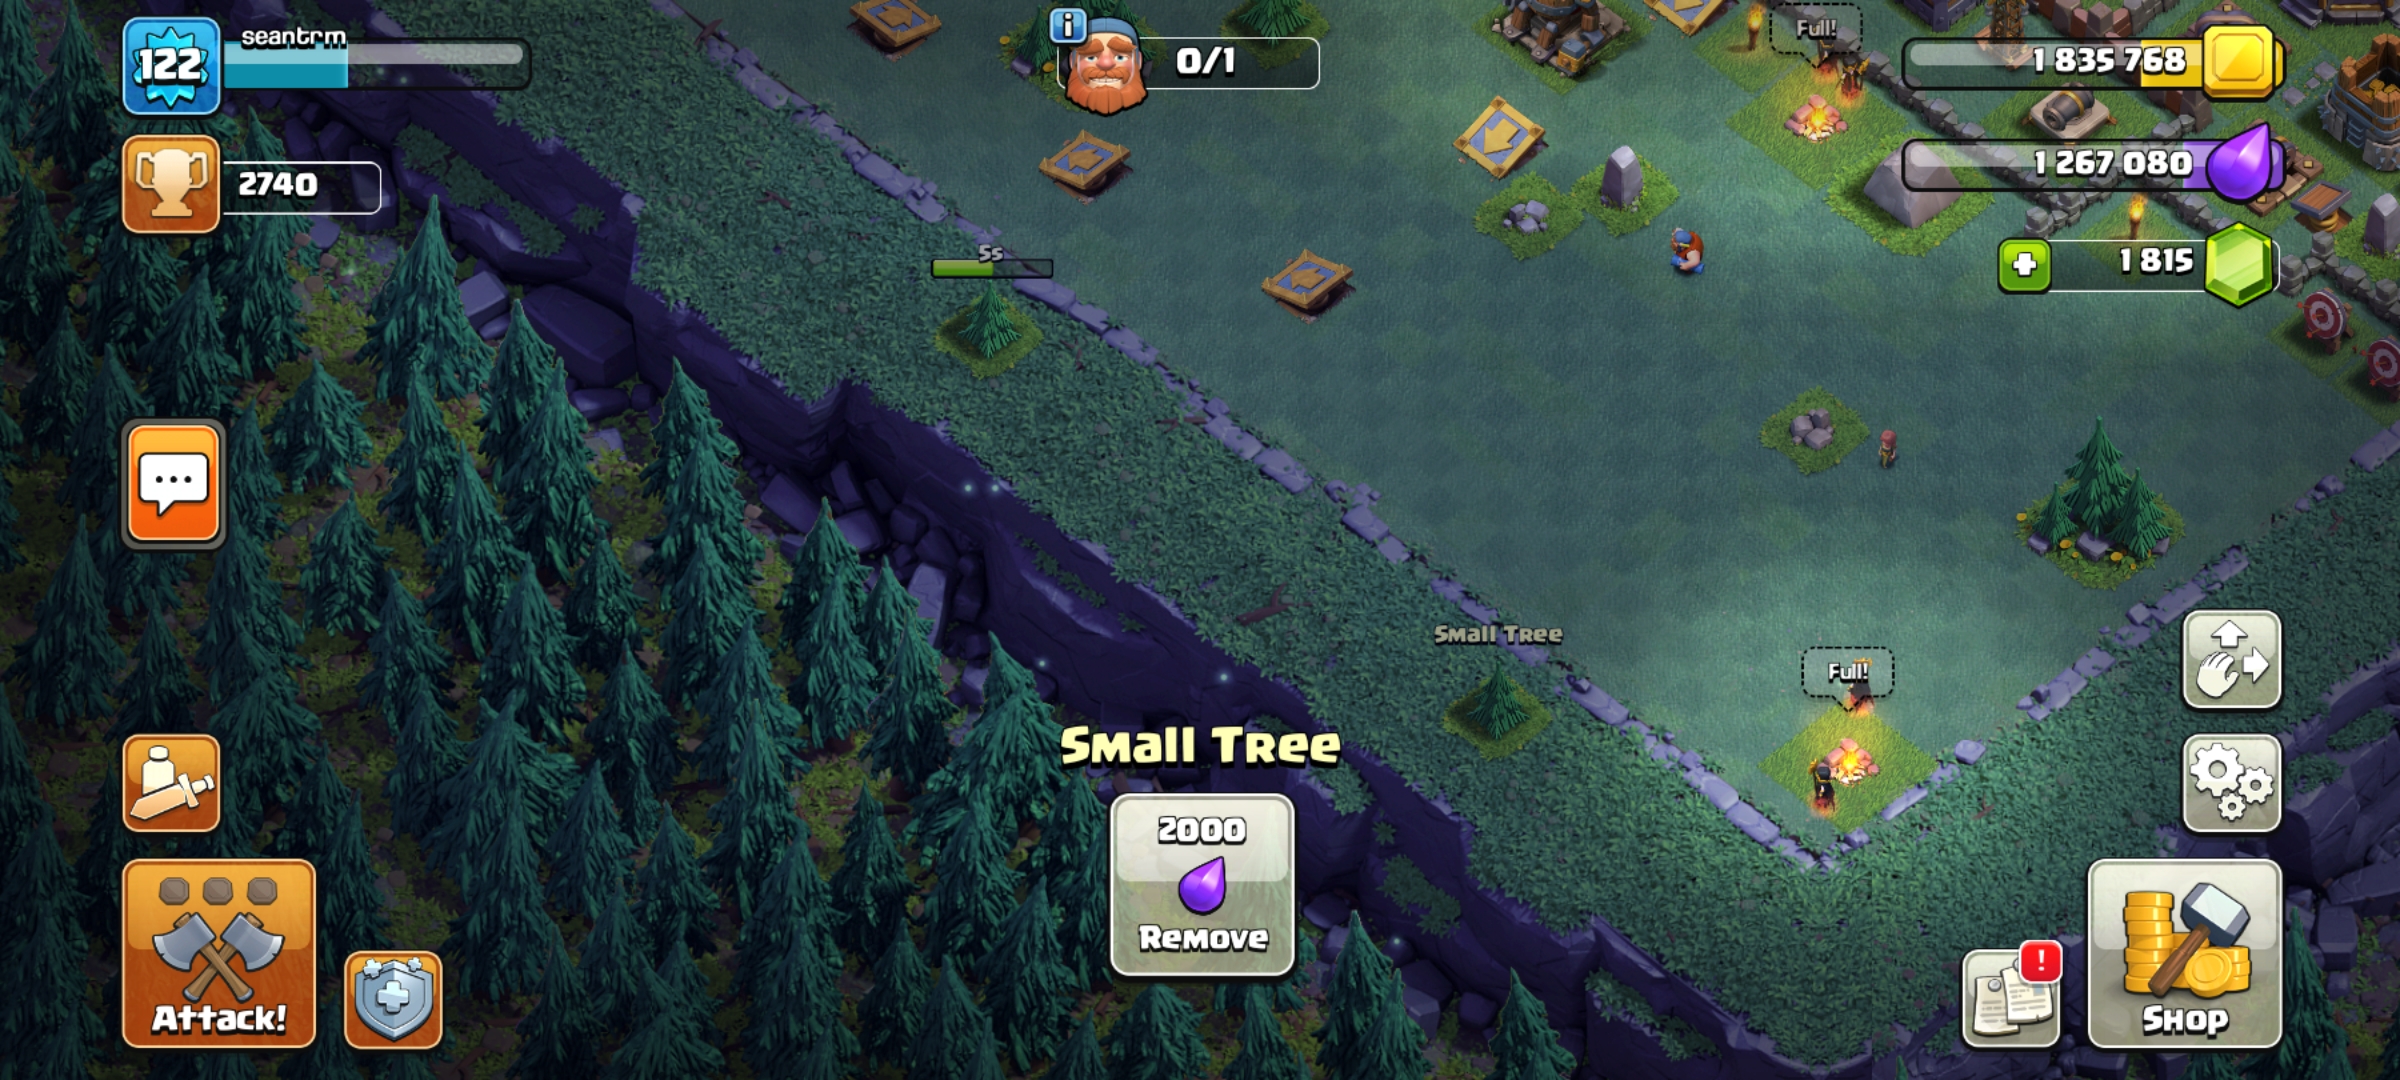 122
seantrm
i
0/1
Full!
1 835 768
2740
1 267 080
5s
1 815
Small Tree
Full!
Small Tree
2000
Remove
Attack!
!
Shop